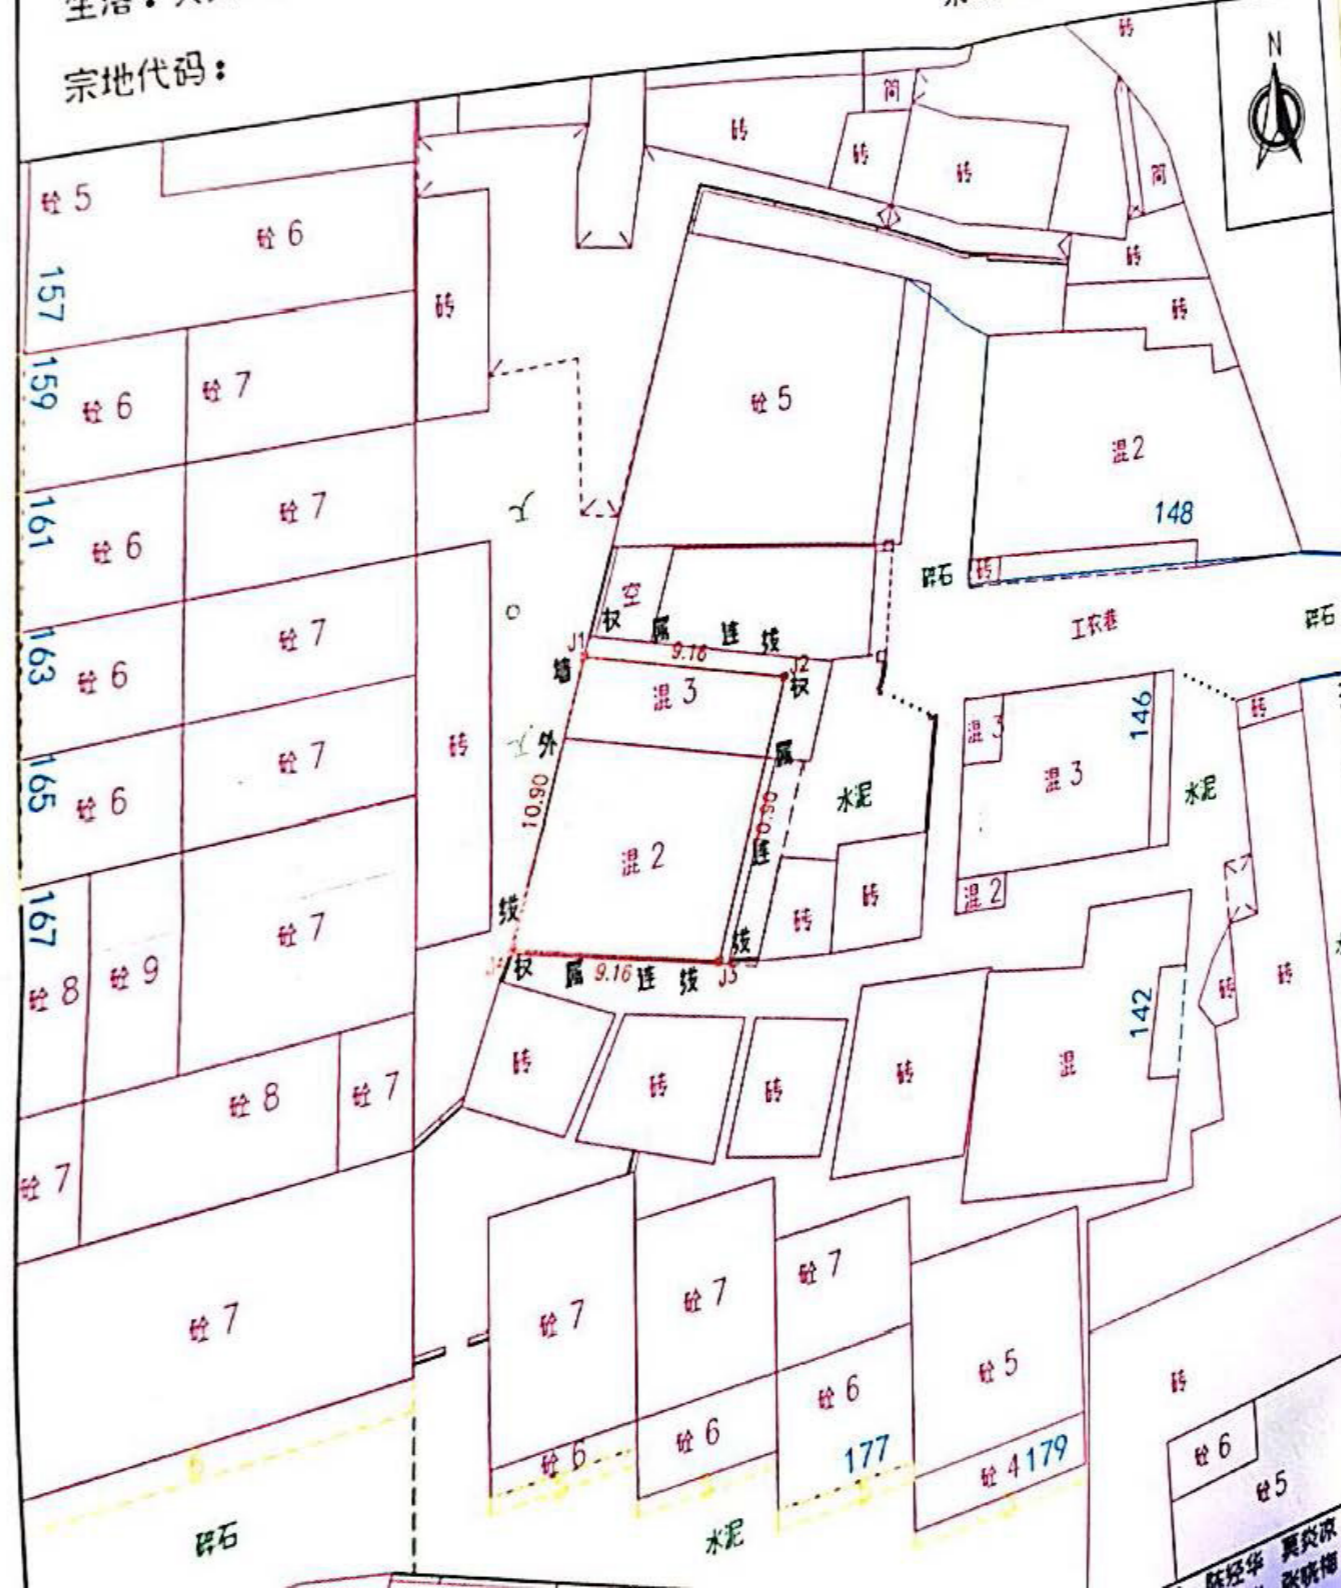 宗地代码：
N
砖
砖
简
砖
砖
简
砼5
砼6
砖
砖
砖
157
159
砼6
砼7
砼5
混2
148
161
砼6
砼7
碎石
砖
空
工农巷
碎石
163
砼6
砼7
J1
权属连线
9.16
J2
墙
混3
权
外
属
砖
165
砼6
砼7
10.90
水泥
混3
混3
146
水泥
砖
混2
连
167
砼7
线
砖
砖
混2
砼8
砼9
线
权属9.16连线
J3
砖
142
砖
砖
砖
砖
砖
砖
混
砼8
砼7
砼7
砼7
砼7
砼7
砼7
砼5
砼6
砼6
砼6
177
砼4
179
砖
砼6
砼5
碎石
水泥